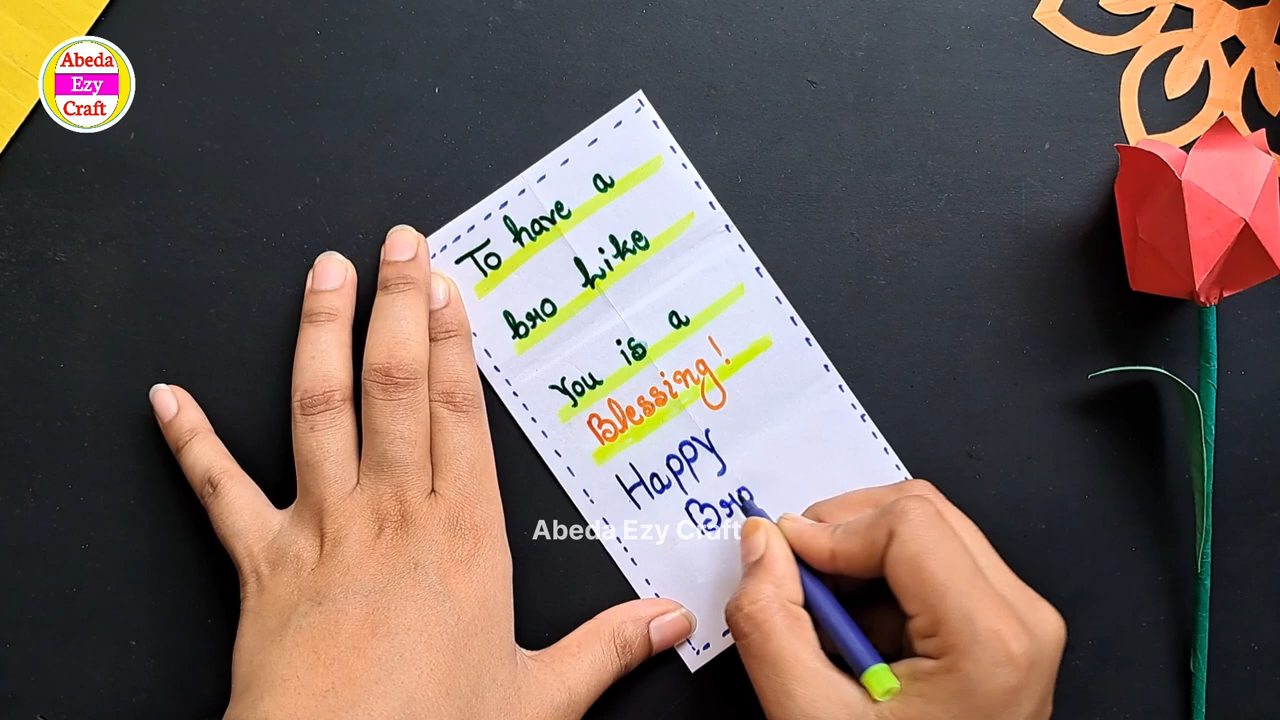 Abeda
Ezy
Craft
To have a
bro like
you is a
Blessing!
Happy
Bro
Abeda Ezy Craft